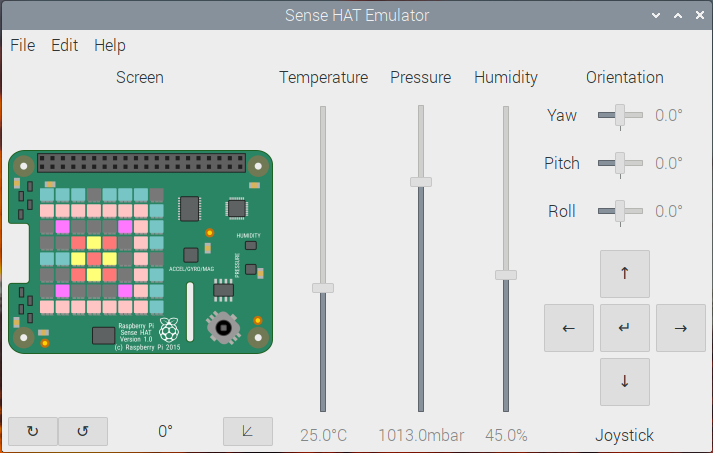 Sense HAT Emulator
File Edit Help
Screen
Temperature
Pressure
Humidity
Orientation
Yaw 0.0°
Pitch 0.0°
Roll 0.0°
HUMIDITY
PRESSURE
ACCEL/GYRO/MAG
Raspberry Pi
Sense HAT
Version 1.0
(c) Raspberry Pi 2015
0°
25.0°C
1013.0mbar
45.0%
Joystick